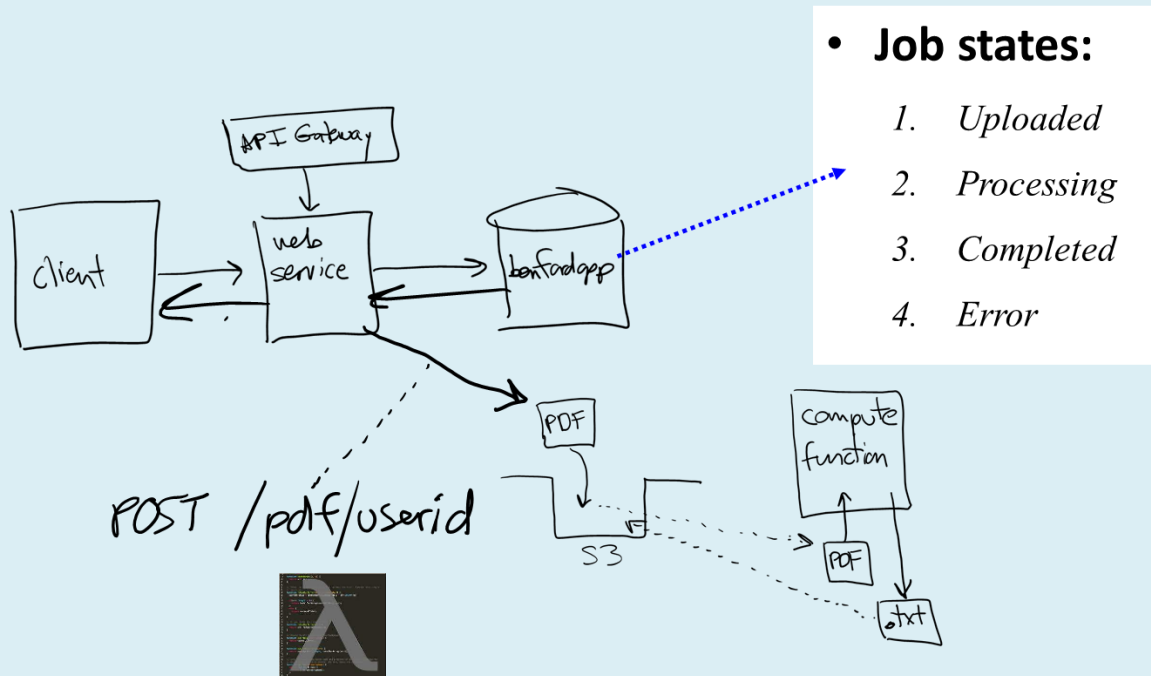 • Job states:
1. Uploaded
2. Processing
3. Completed
4. Error
API Gateway
client
web
service
benfordapp
PDF
compute
function
POST /pdf/userid
S3
PDF
.txt
λ